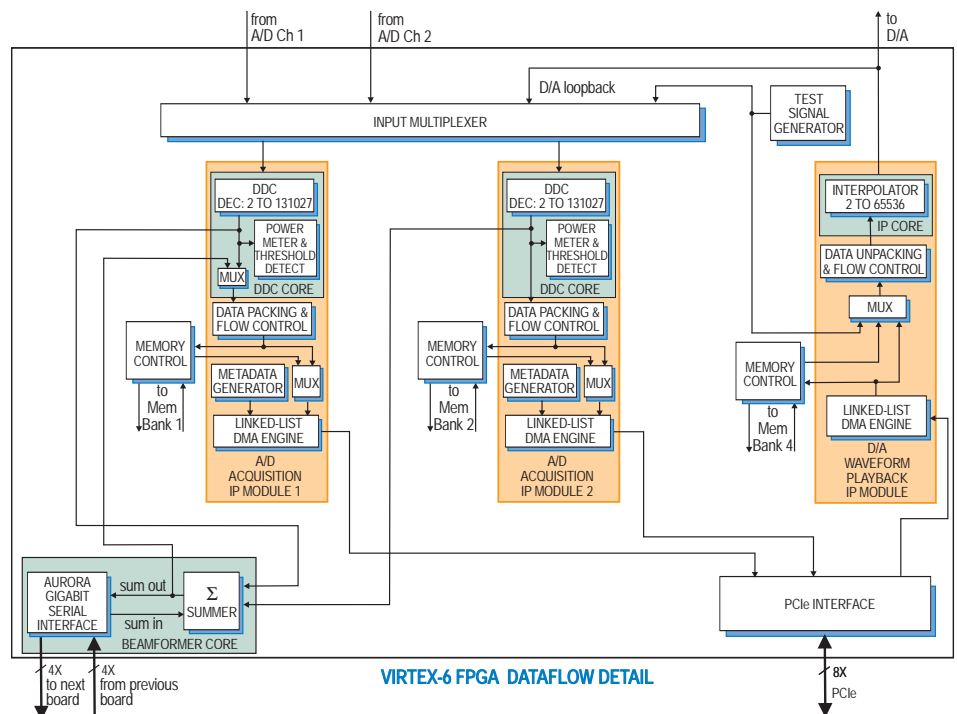 from
A/D Ch 1
from
A/D Ch 2
to
D/A
D/A loopback
INPUT MULTIPLEXER
TEST
SIGNAL
GENERATOR
DDC
DEC: 2 TO 131027
POWER
METER &
THRESHOLD
DETECT
MUX
DDC CORE
DATA PACKING &
FLOW CONTROL
MEMORY
CONTROL
METADATA
GENERATOR
MUX
to
Mem
Bank 1
LINKED-LIST
DMA ENGINE
A/D
ACQUISITION
IP MODULE 1
DDC
DEC: 2 TO 131027
POWER
METER &
THRESHOLD
DETECT
DDC CORE
DATA PACKING &
FLOW CONTROL
MEMORY
CONTROL
METADATA
GENERATOR
MUX
to
Mem
Bank 2
LINKED-LIST
DMA ENGINE
A/D
ACQUISITION
IP MODULE 2
INTERPOLATOR
2 TO 65536
IP CORE
DATA UNPACKING
& FLOW CONTROL
MUX
MEMORY
CONTROL
to
Mem
Bank 4
LINKED-LIST
DMA ENGINE
D/A
WAVEFORM
PLAYBACK
IP MODULE
AURORA
GIGABIT
SERIAL
INTERFACE
sum out
sum in
Σ
SUMMER
BEAMFORMER CORE
PCIe INTERFACE
4X
to next
board
4X
from previous
board
VIRTEX-6 FPGA DATAFLOW DETAIL
8X
PCIe